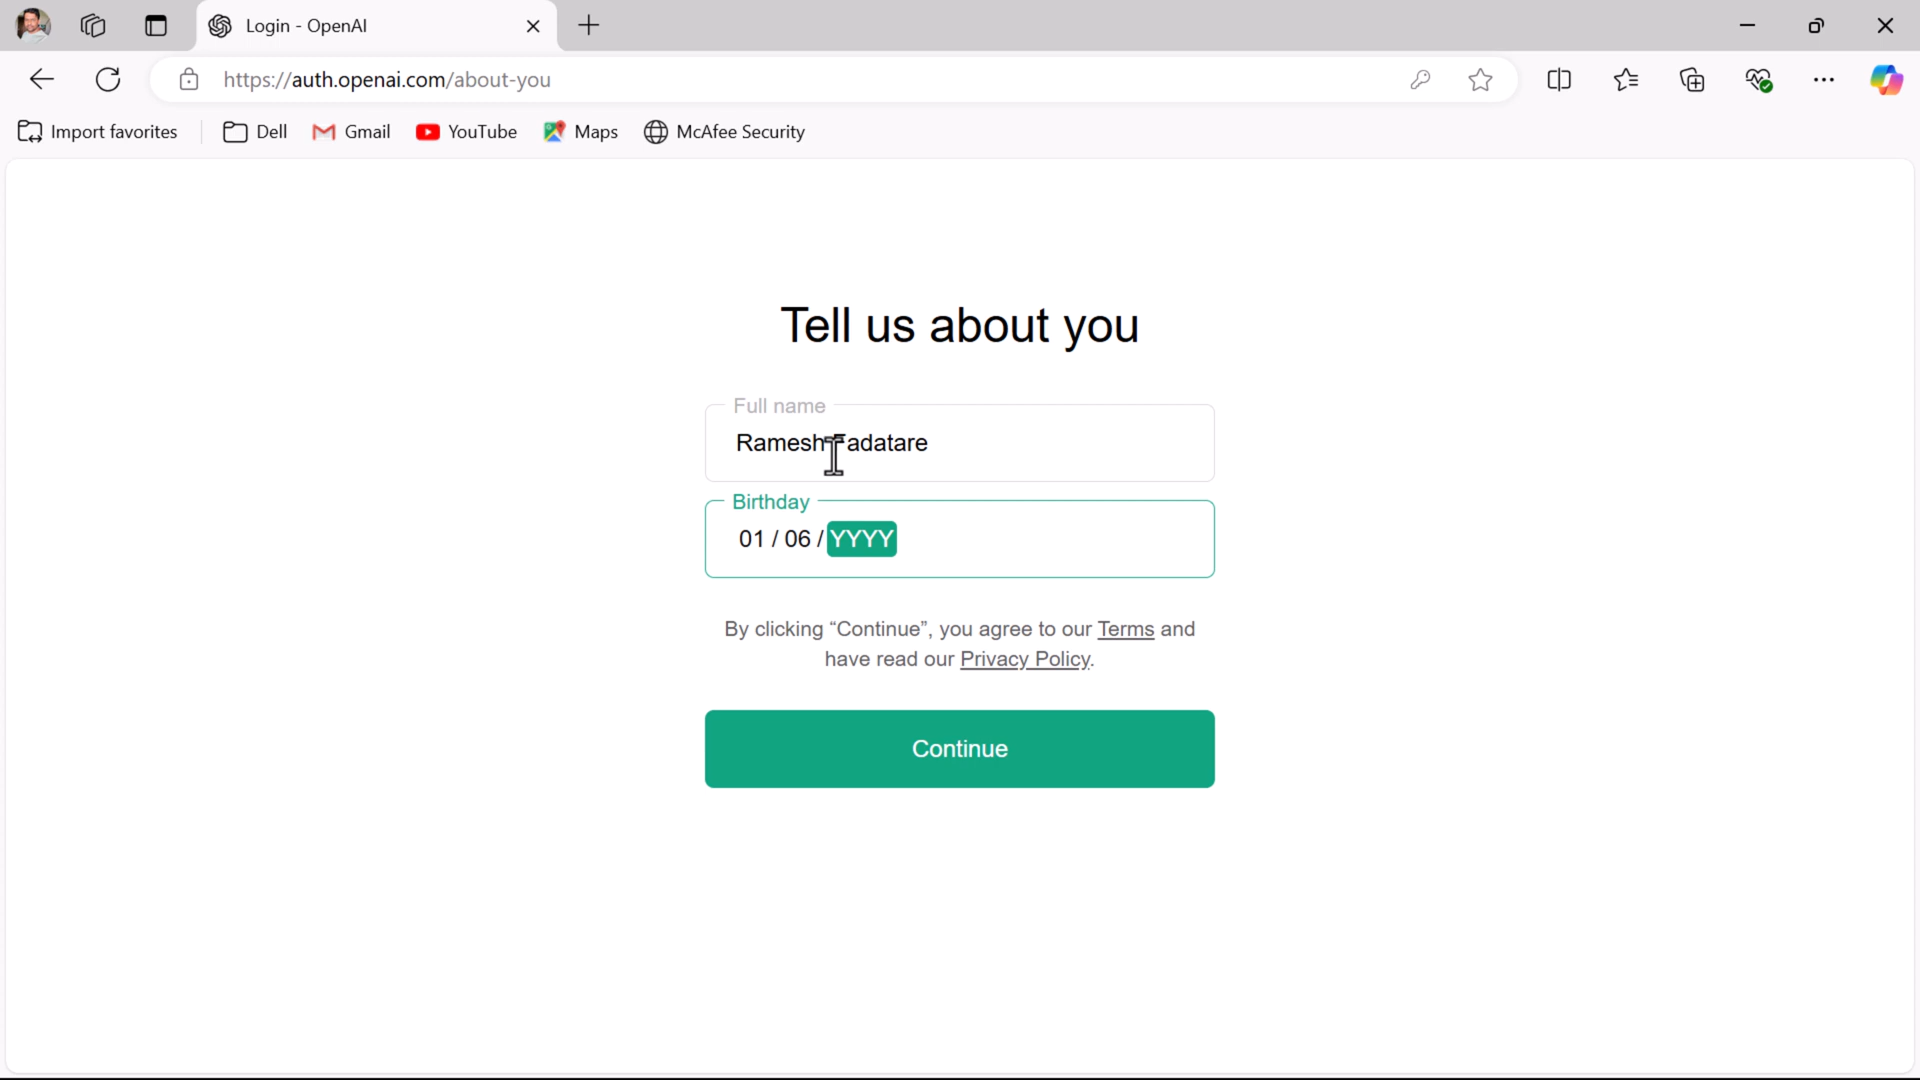 Login - OpenAI
https://auth.openai.com/about-you
Import favorites Dell Gmail YouTube Maps McAfee Security
Tell us about you
Full name
Ramesh Fadatare
Birthday
01 / 06 / YYYY
By clicking “Continue”, you agree to our Terms and
have read our Privacy Policy.
Continue